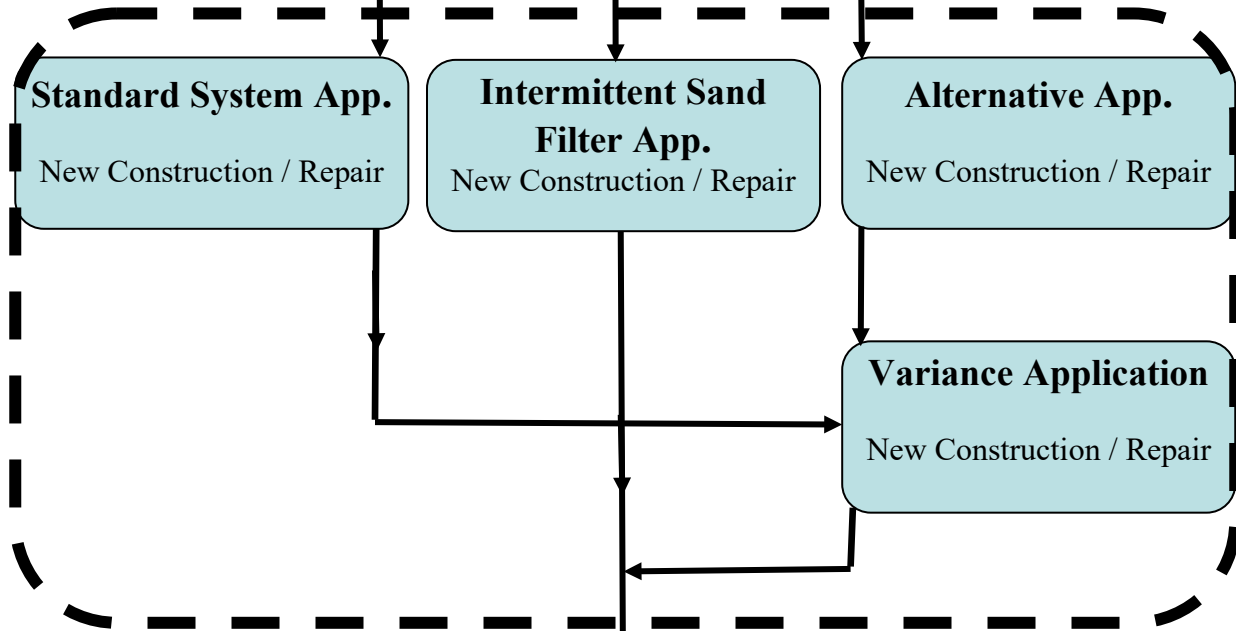 Standard System App.
New Construction / Repair
Intermittent Sand
Filter App.
New Construction / Repair
Alternative App.
New Construction / Repair
Variance Application
New Construction / Repair